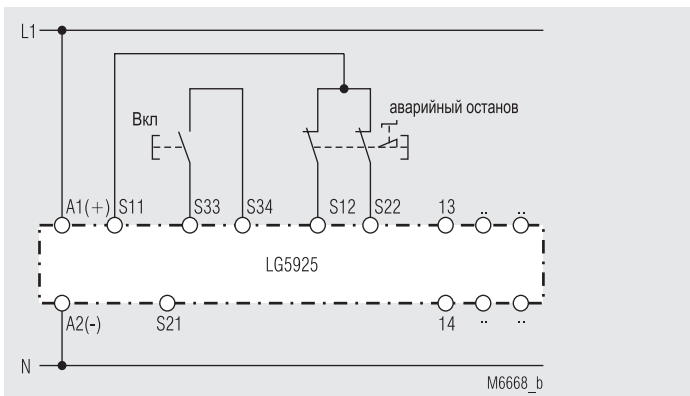 L1
Вкл
аварийный останов
A1(+) S11 S33 S34 S12 S22 13 .. ..
LG5925
A2(-) S21 14 .. ..
N
M6668_b